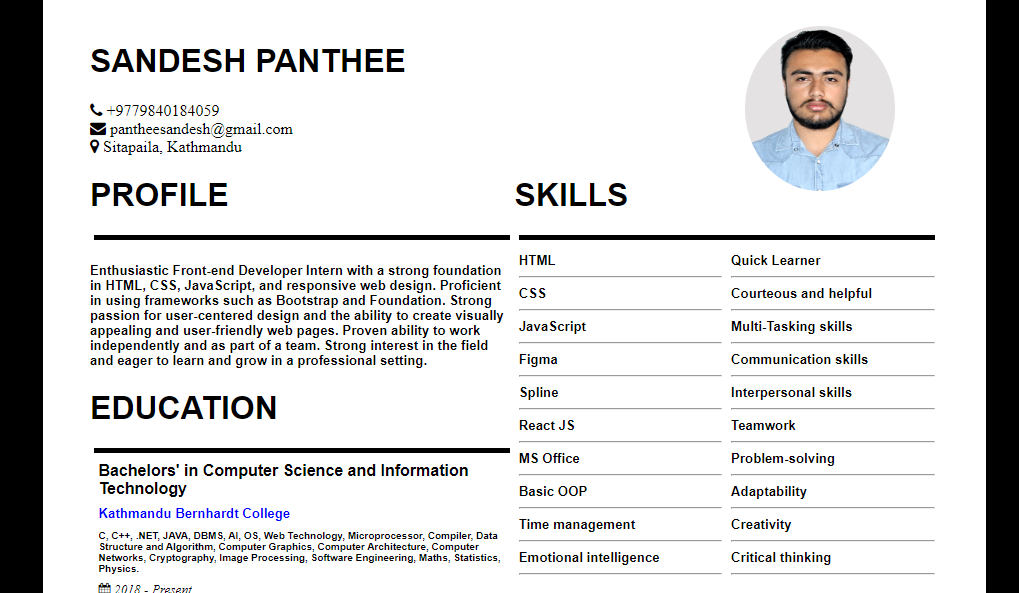 SANDESH PANTHEE
+9779840184059
pantheesandesh@gmail.com
Sitapaila, Kathmandu
PROFILE
Enthusiastic Front-end Developer Intern with a strong foundation
in HTML, CSS, JavaScript, and responsive web design. Proficient
in using frameworks such as Bootstrap and Foundation. Strong
passion for user-centered design and the ability to create visually
appealing and user-friendly web pages. Proven ability to work
independently and as part of a team. Strong interest in the field
and eager to learn and grow in a professional setting.
EDUCATION
Bachelors' in Computer Science and Information
Technology
Kathmandu Bernhardt College
C, C++, .NET, JAVA, DBMS, AI, OS, Web Technology, Microprocessor, Compiler, Data
Structure and Algorithm, Computer Graphics, Computer Architecture, Computer
Networks, Cryptography, Image Processing, Software Engineering, Maths, Statistics,
Physics.
2018 - Present
SKILLS
HTML
CSS
JavaScript
Figma
Spline
React JS
MS Office
Basic OOP
Time management
Emotional intelligence
Quick Learner
Courteous and helpful
Multi-Tasking skills
Communication skills
Interpersonal skills
Teamwork
Problem-solving
Adaptability
Creativity
Critical thinking